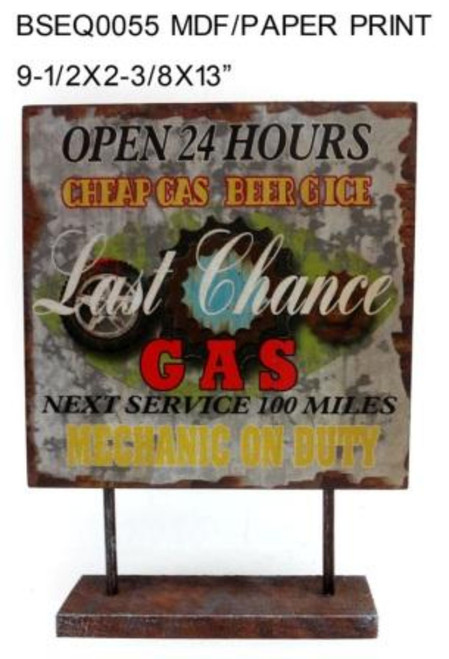 BSEQ0055 MDF/PAPER PRINT
9-1/2X2-3/8X13”
OPEN 24 HOURS
CHEAP GAS BEER & ICE
Last Chance
GAS
NEXT SERVICE 100 MILES
MECHANIC ON DUTY